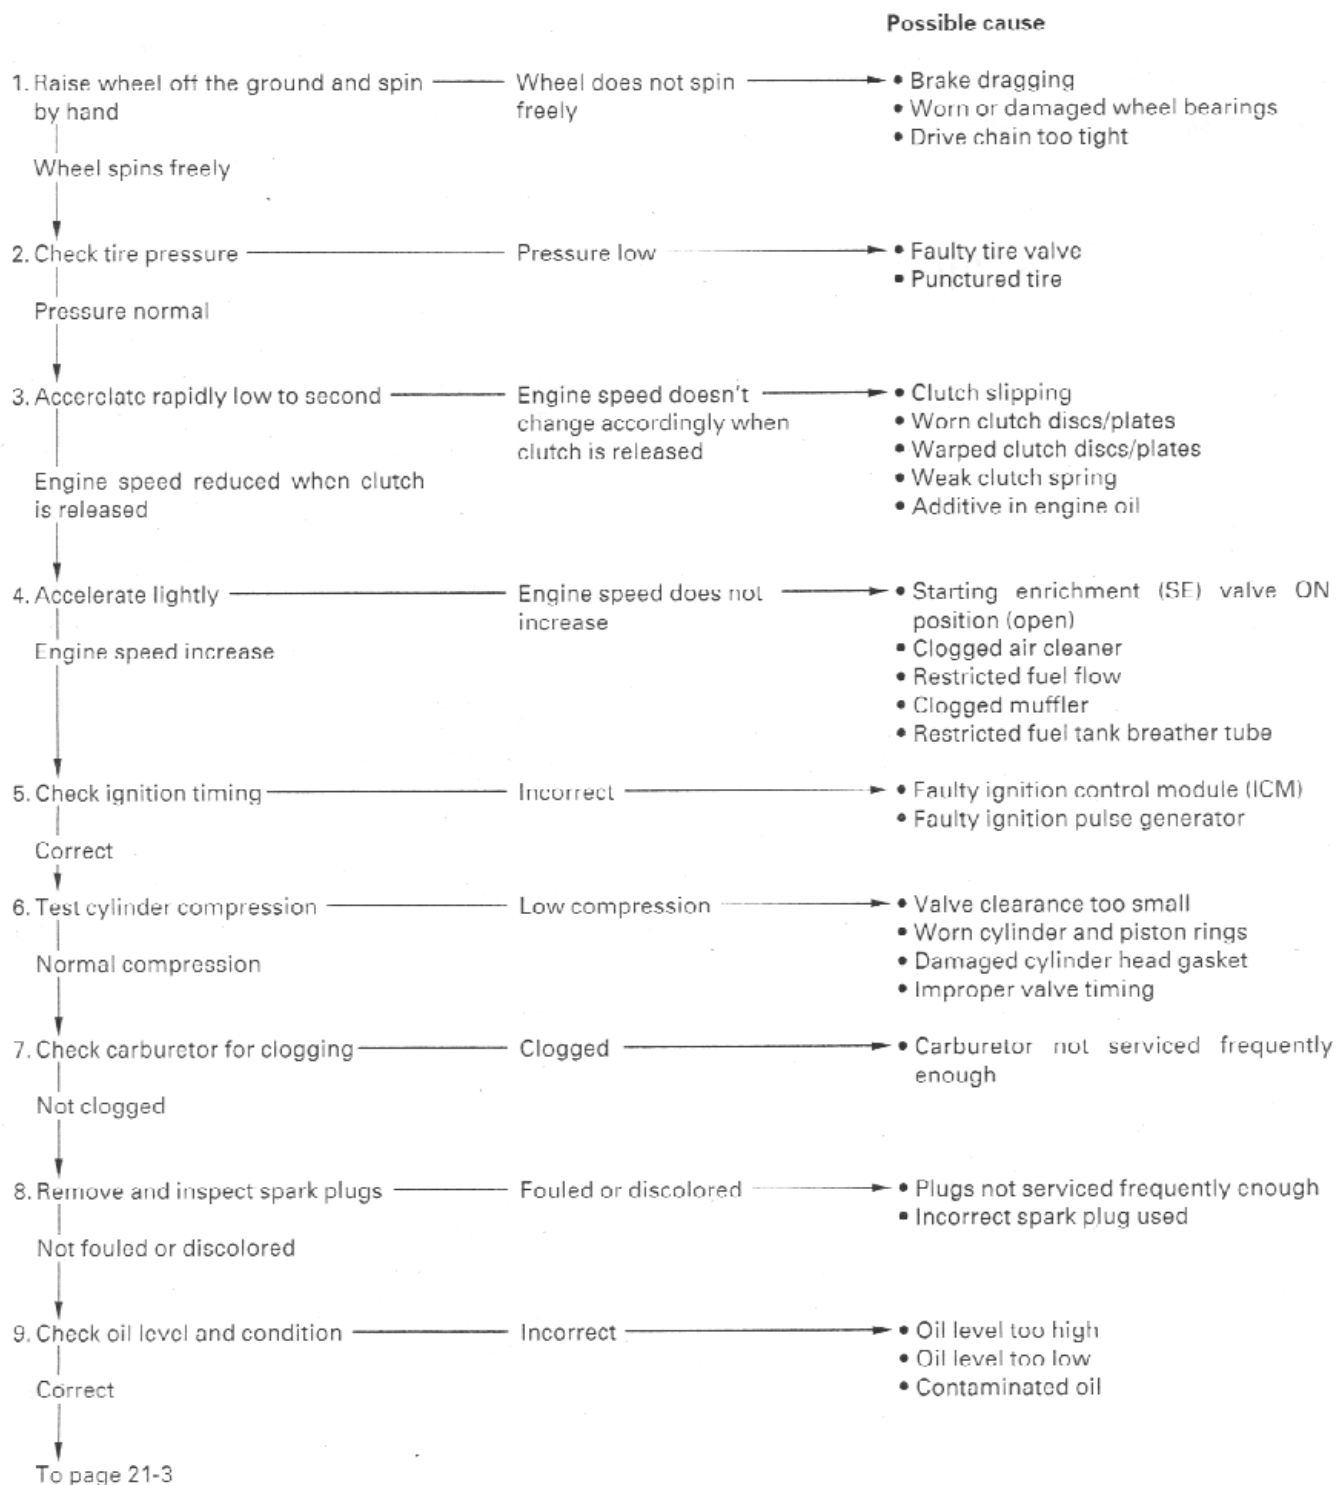 Possible cause
1. Raise wheel off the ground and spin by hand
Wheel does not spin freely
• Brake dragging
• Worn or damaged wheel bearings
• Drive chain too tight
Wheel spins freely
2. Check tire pressure
Pressure low
• Faulty tire valve
• Punctured tire
Pressure normal
3. Accerelate rapidly low to second
Engine speed doesn't
change accordingly when
clutch is released
• Clutch slipping
• Worn clutch discs/plates
• Warped clutch discs/plates
• Weak clutch spring
• Additive in engine oil
Engine speed reduced when clutch
is released
4. Accelerate lightly
Engine speed does not
increase
• Starting enrichment (SE) valve ON
position (open)
• Clogged air cleaner
• Restricted fuel flow
• Clogged muffler
• Restricted fuel tank breather tube
Engine speed increase
5. Check ignition timing
Incorrect
• Faulty ignition control module (ICM)
• Faulty ignition pulse generator
Correct
6. Test cylinder compression
Low compression
• Valve clearance too small
• Worn cylinder and piston rings
• Damaged cylinder head gasket
• Improper valve timing
Normal compression
7. Check carburetor for clogging
Clogged
• Carburetor not serviced frequently
enough
Not clogged
8. Remove and inspect spark plugs
Fouled or discolored
• Plugs not serviced frequently enough
• Incorrect spark plug used
Not fouled or discolored
9. Check oil level and condition
Incorrect
• Oil level too high
• Oil level too low
• Contaminated oil
Correct
To page 21-3